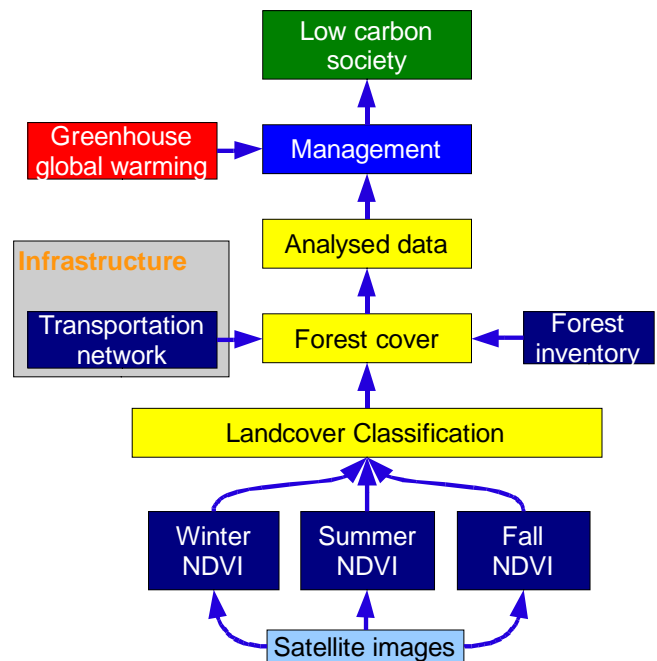 Low carbon
society
Greenhouse
global warming
Management
Analysed data
Infrastructure
Transportation
network
Forest cover
Forest
inventory
Landcover Classification
Winter
NDVI
Summer
NDVI
Fall
NDVI
Satellite images